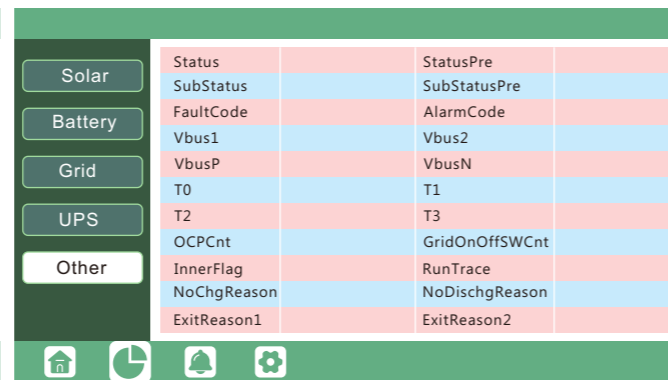 Solar
Battery
Grid
UPS
Other
Status StatusPre
SubStatus SubStatusPre
FaultCode AlarmCode
Vbus1 Vbus2
VbusP VbusN
T0 T1
T2 T3
OCPCnt GridOnOffSWCnt
InnerFlag RunTrace
NoChgReason NoDischgReason
ExitReason1 ExitReason2